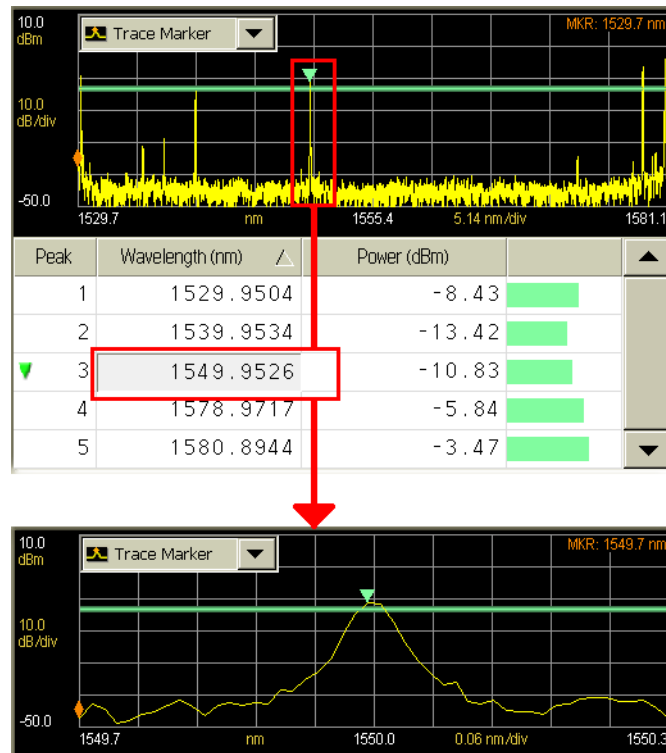 10.0
dBm
Trace Marker
MKR: 1529.7 nm
10.0
dB/div
-50.0
1529.7 nm 1555.4 5.14 nm/div 1581.1
Peak Wavelength (nm) Power (dBm)
1 1529.9504 -8.43
2 1539.9534 -13.42
3 1549.9526 -10.83
4 1578.9717 -5.84
5 1580.8944 -3.47
10.0
dBm
Trace Marker
MKR: 1549.7 nm
10.0
dB/div
-50.0
1549.7 nm 1550.0 0.06 nm/div 1550.3